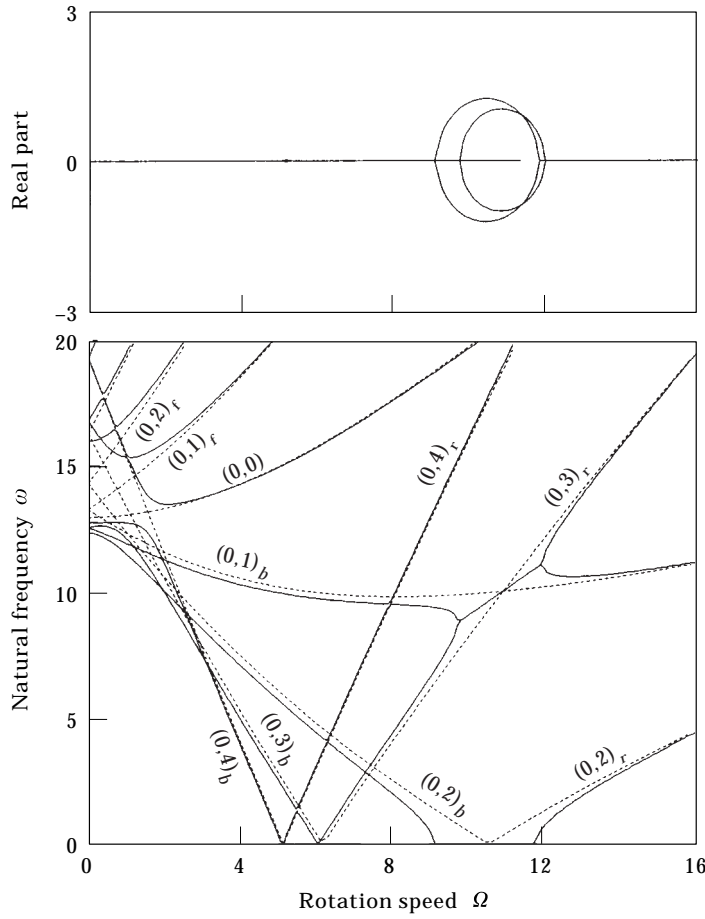 3
0
−3
Real part
20
15
10
5
0
Natural frequency ω
(0,2)f
(0,1)f
(0,0)
(0,4)r
(0,3)r
(0,1)b
(0,4)b
(0,3)b
(0,2)b
(0,2)r
0 4 8 12 16
Rotation speed Ω